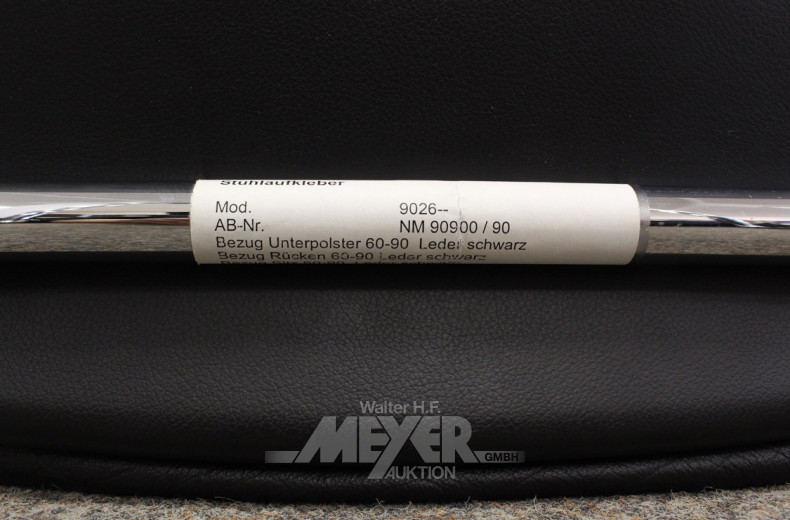 Stuhlaufkleber
Mod. 9026--
AB-Nr. NM 90900 / 90
Bezug Unterpolster 60-90 Leder schwarz
Bezug Rücken 60-90 Leder schwarz
Walter H.F.
MEYER
GMBH
AUKTION